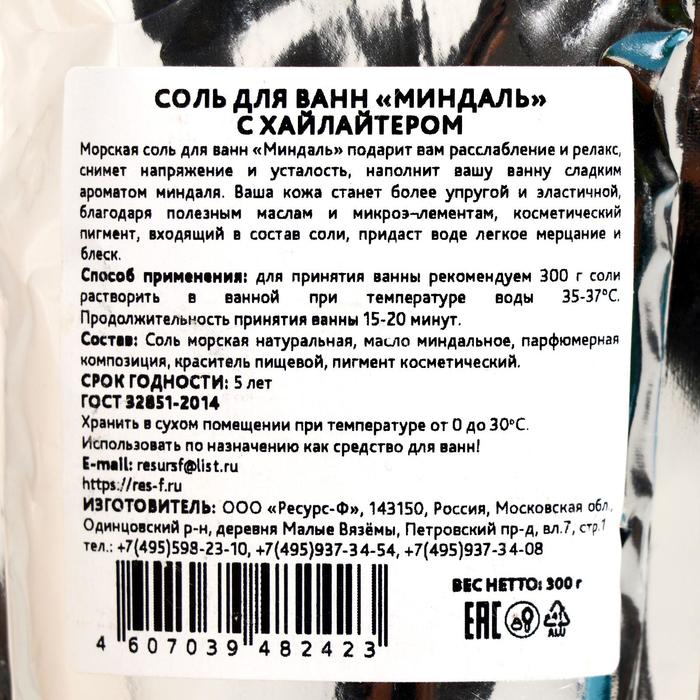 СОЛЬ ДЛЯ ВАНН «МИНДАЛЬ»
С ХАЙЛАЙТЕРОМ
Морская соль для ванн «Миндаль» подарит вам расслабление и релакс,
снимет напряжение и усталость, наполнит вашу ванну сладким
ароматом миндаля. Ваша кожа станет более упругой и эластичной,
благодаря полезным маслам и микроэ¬лементам, косметический
пигмент, входящий в состав соли, придаст воде легкое мерцание и
блеск.
Способ применения: для принятия ванны рекомендуем 300 г соли
растворить в ванной при температуре воды 35-37°С.
Продолжительность принятия ванны 15-20 минут.
Состав: Соль морская натуральная, масло миндальное, парфюмерная
композиция, краситель пищевой, пигмент косметический.
СРОК ГОДНОСТИ: 5 лет
ГОСТ 32851-2014
Хранить в сухом помещении при температуре от 0 до 30°С.
Использовать по назначению как средство для ванн!
E-mail: resursf@list.ru
https://res-f.ru
ИЗГОТОВИТЕЛЬ: ООО «Ресурс-Ф», 143150, Россия, Московская обл.,
Одинцовский р-н, деревня Малые Вязёмы, Петровский пр-д, вл.7, стр.1
тел.: +7(495)598-23-10, +7(495)937-34-54, +7(495)937-34-08
ВЕС НЕТТО: 300 г
EAC
ALU
4 607039 482423